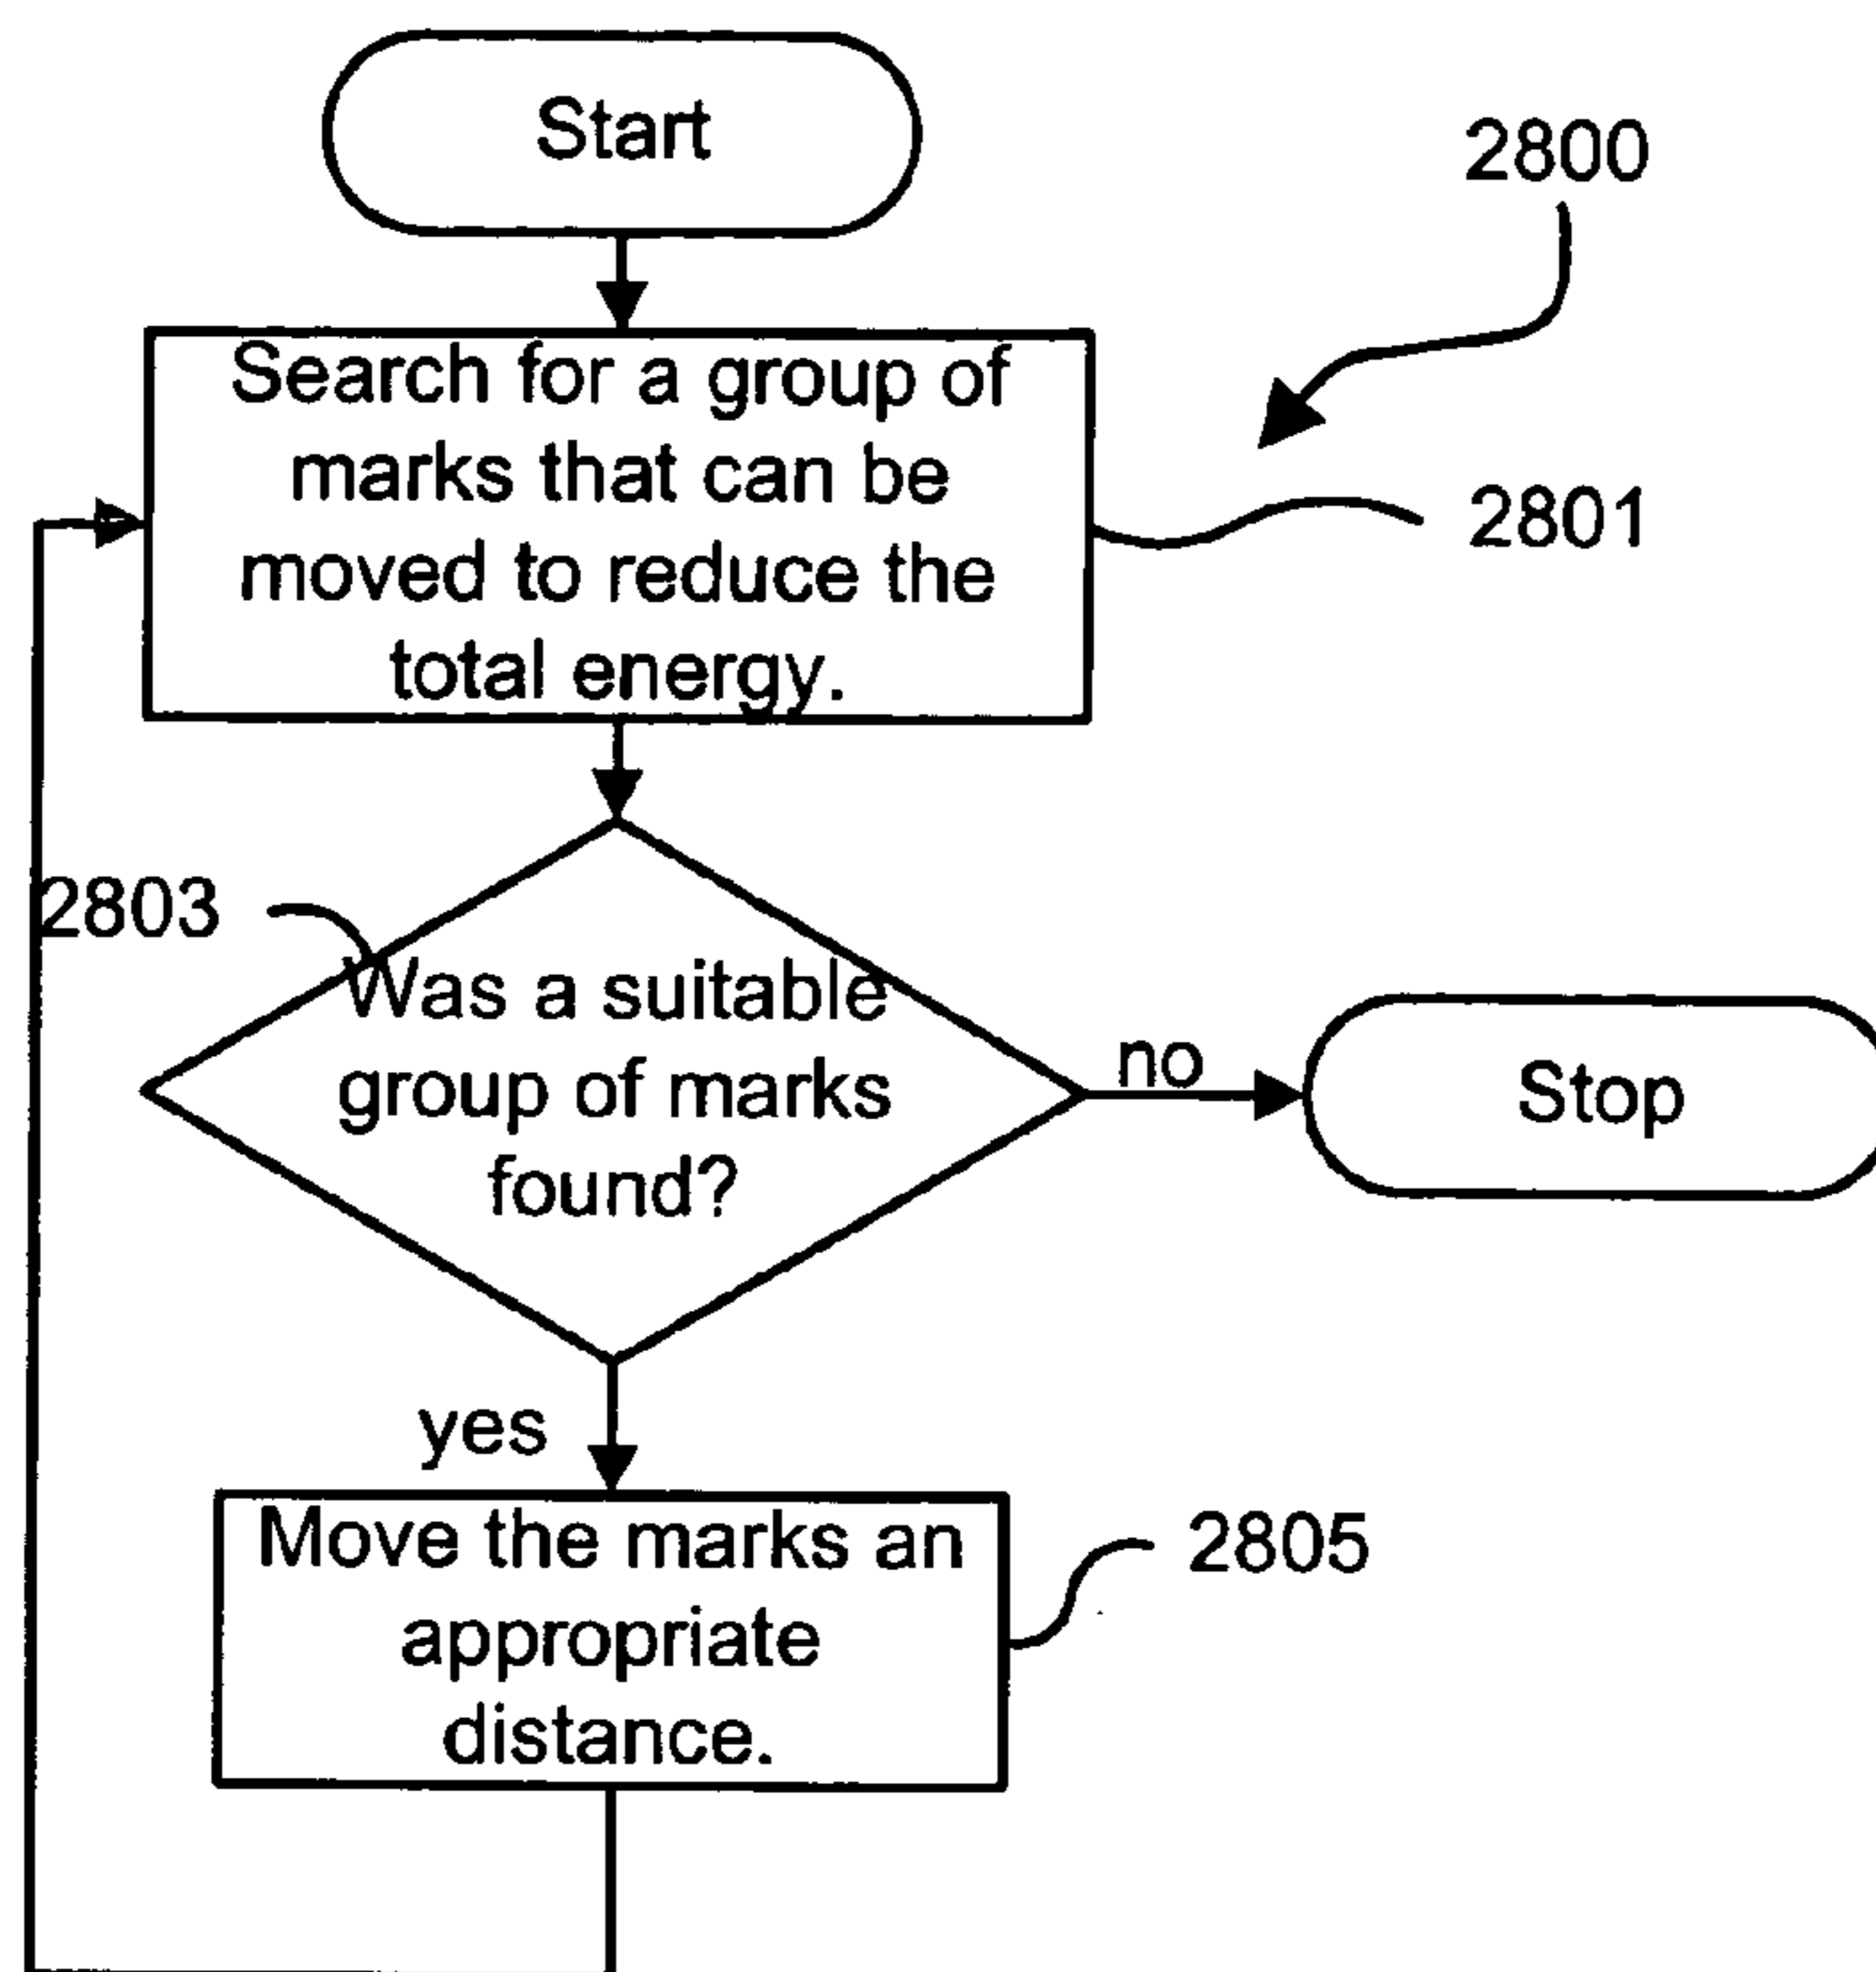 Start
2800
Search for a group of
marks that can be
moved to reduce the
total energy.
2801
2803
Was a suitable
group of marks
found?
no
Stop
yes
Move the marks an
appropriate
distance.
2805